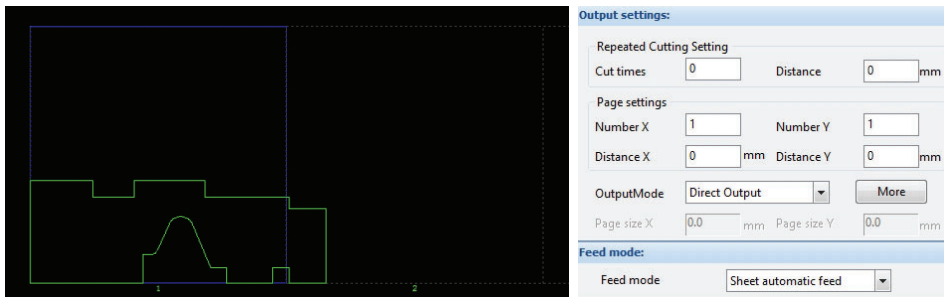 1 2
Output settings:
Repeated Cutting Setting
Cut times 0 Distance 0 mm
Page settings
Number X 1 Number Y 1
Distance X 0 mm Distance Y 0 mm
OutputMode Direct Output More
Page size X 0.0 mm Page size Y 0.0 mm
Feed mode:
Feed mode Sheet automatic feed